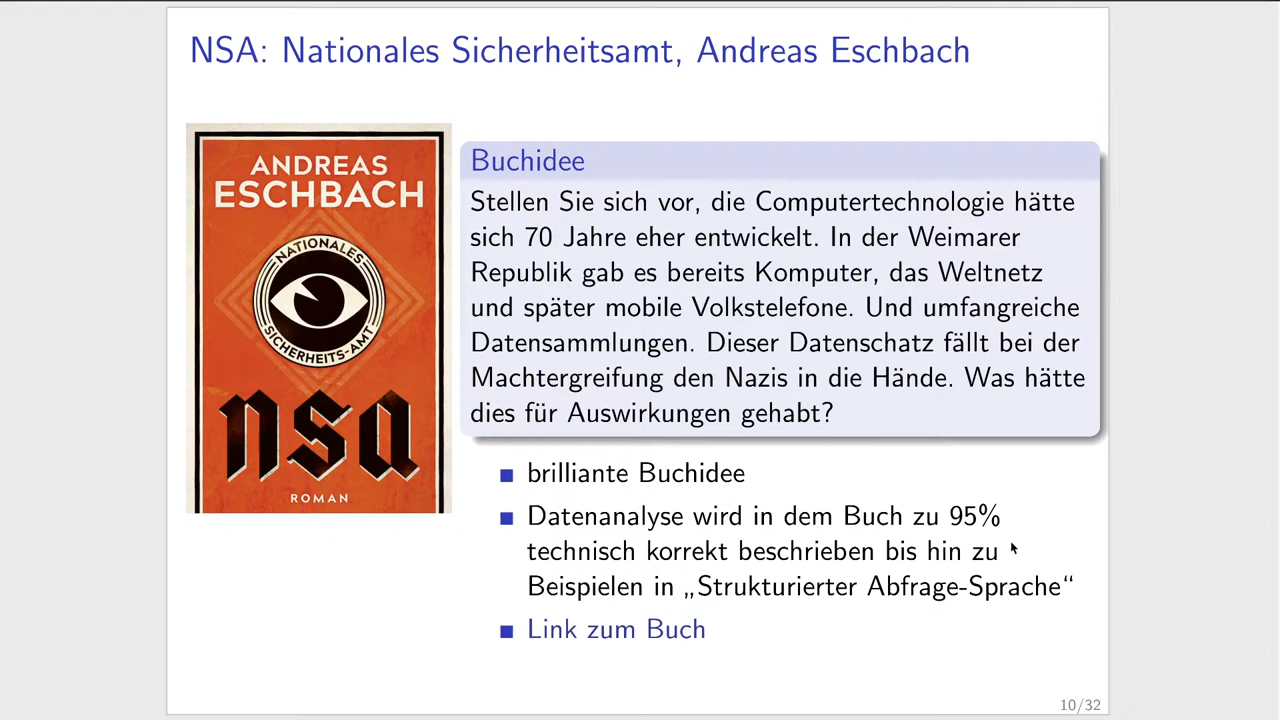 NSA: Nationales Sicherheitsamt, Andreas Eschbach
ANDREAS
ESCHBACH
NATIONALES
SICHERHEITS-AMT
nsa
ROMAN
Buchidee
Stellen Sie sich vor, die Computertechnologie hätte
sich 70 Jahre eher entwickelt. In der Weimarer
Republik gab es bereits Komputer, das Weltnetz
und später mobile Volkstelefone. Und umfangreiche
Datensammlungen. Dieser Datenschatz fällt bei der
Machtergreifung den Nazis in die Hände. Was hätte
dies für Auswirkungen gehabt?
brilliante Buchidee
Datenanalyse wird in dem Buch zu 95%
technisch korrekt beschrieben bis hin zu
Beispielen in „Strukturierter Abfrage-Sprache“
Link zum Buch
10/32